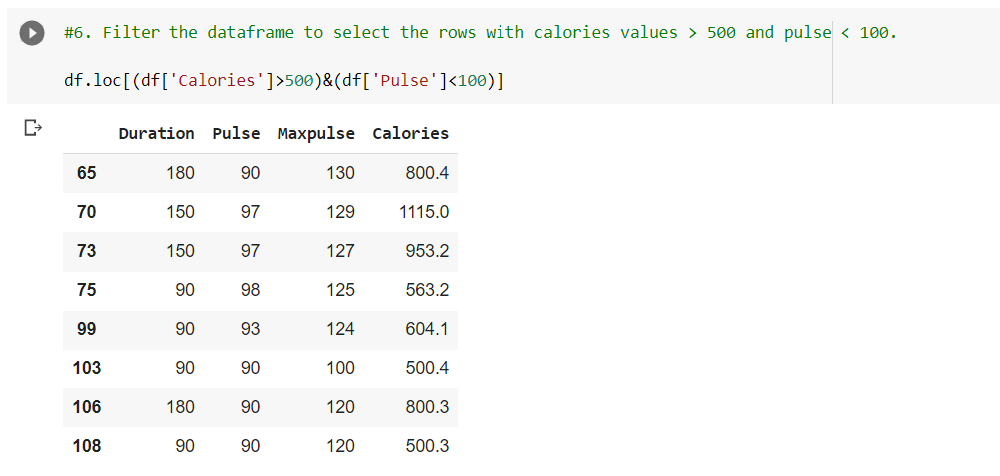 #6. Filter the dataframe to select the rows with calories values > 500 and pulse < 100.
df.loc[(df['Calories']>500)&(df['Pulse']<100)]
Duration Pulse Maxpulse Calories
65 180 90 130 800.4
70 150 97 129 1115.0
73 150 97 127 953.2
75 90 98 125 563.2
99 90 93 124 604.1
103 90 90 100 500.4
106 180 90 120 800.3
108 90 90 120 500.3